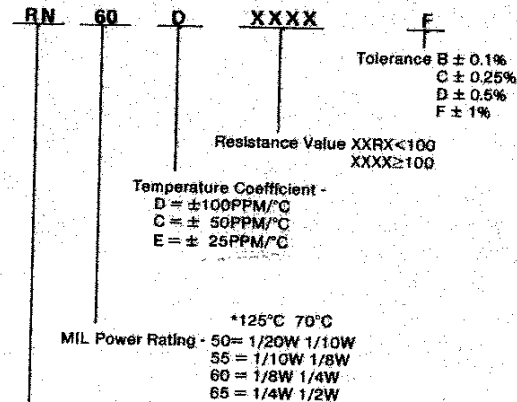 RN 60 D XXXX F
Tolerance B ± 0.1%
C ± 0.25%
D ± 0.5%
F ± 1%
Resistance Value XXRX<100
XXXX≥100
Temperature Coefficient -
D = ±100PPM/°C
C = ± 50PPM/°C
E = ± 25PPM/°C
*125°C 70°C
MIL Power Rating - 50= 1/20W 1/10W
55 = 1/10W 1/8W
60 = 1/8W 1/4W
65 = 1/4W 1/2W